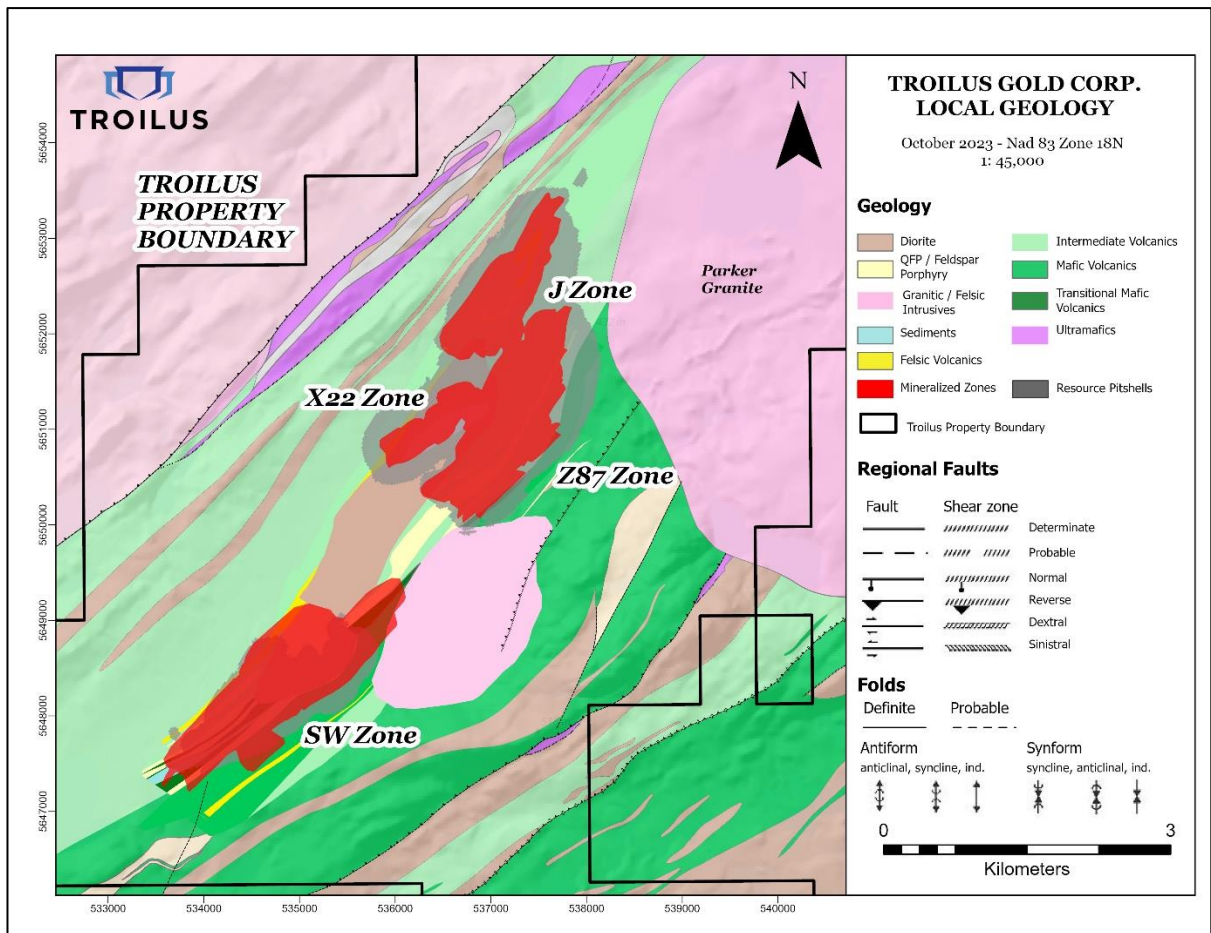 TROILUS
TROILUS
PROPERTY
BOUNDARY
N
J Zone
Parker
Granite
X22 Zone
Z87 Zone
SW Zone
5654000
5653000
5652000
5651000
5650000
5649000
5648000
5647000
533000
534000
535000
536000
537000
538000
539000
540000
TROILUS GOLD CORP.
LOCAL GEOLOGY
October 2023 - Nad 83 Zone 18N
1: 45,000
Geology
Diorite
QFP / Feldspar
Porphyry
Granitic / Felsic
Intrusives
Sediments
Felsic Volcanics
Mineralized Zones
Intermediate Volcanics
Mafic Volcanics
Transitional Mafic
Volcanics
Ultramafics
Resource Pitshells
Troilus Property Boundary
Regional Faults
Fault
Shear zone
Determinate
Probable
Normal
Reverse
Dextral
Sinistral
Folds
Definite
Probable
Antiform
anticlinal, syncline, ind.
Synform
syncline, anticlinal, ind.
0
3
Kilometers